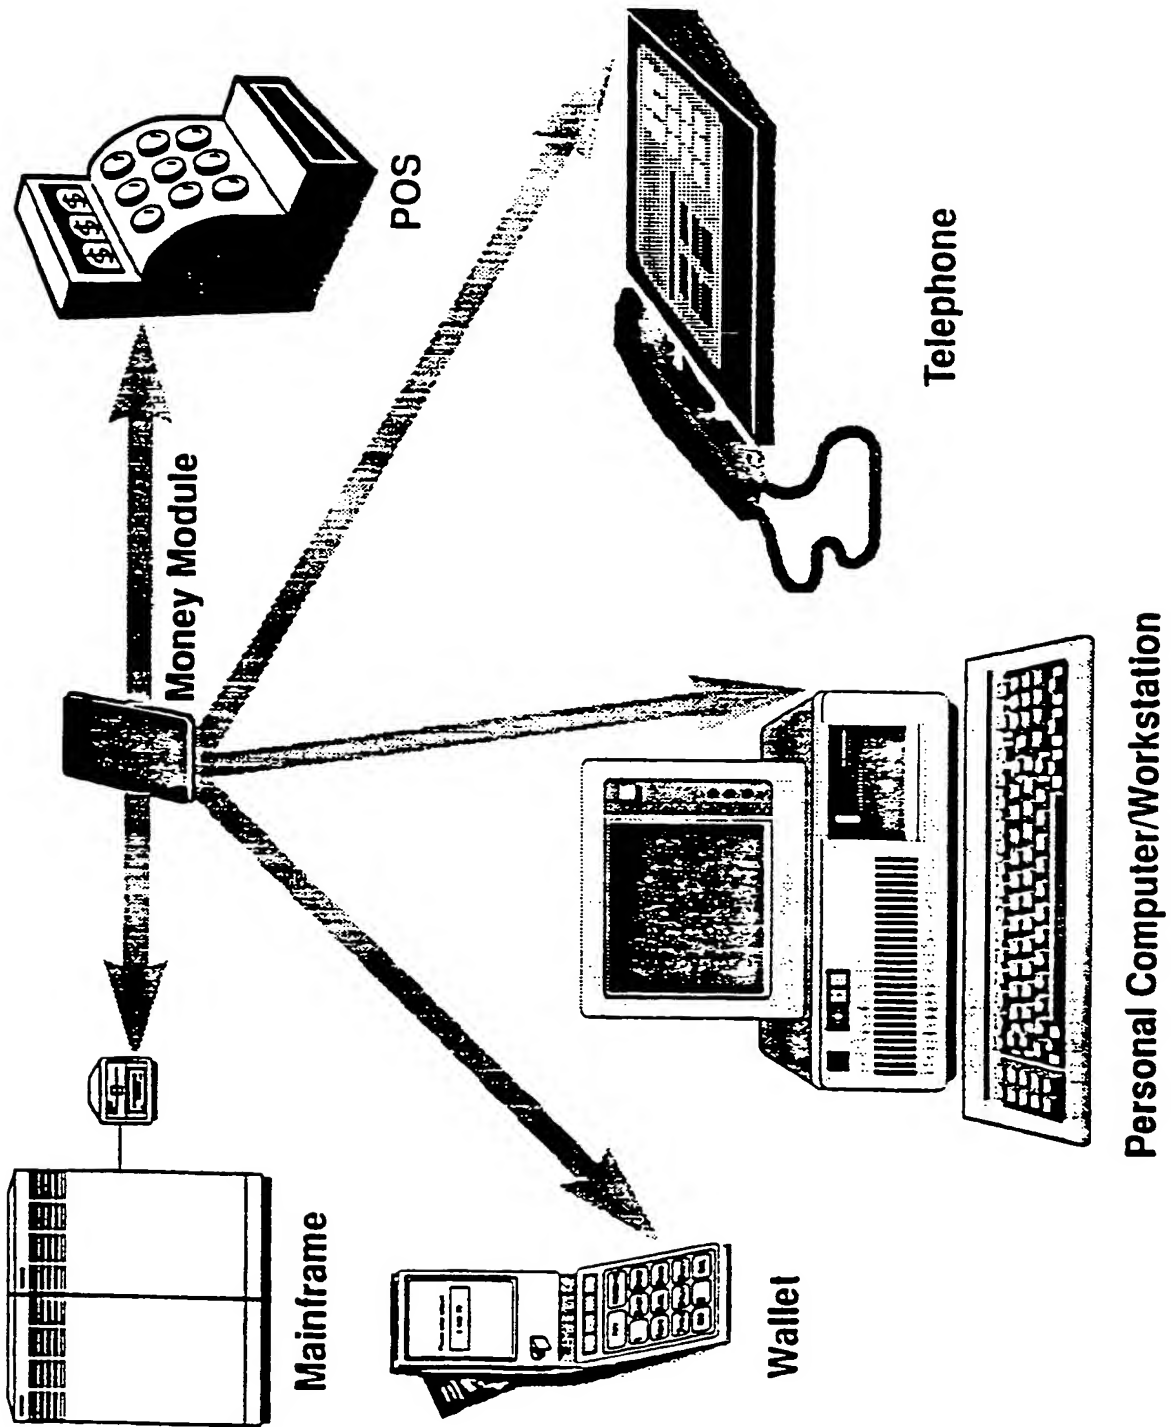 Mainframe
Money Module
POS
$$$
Wallet
Personal Computer/Workstation
Telephone